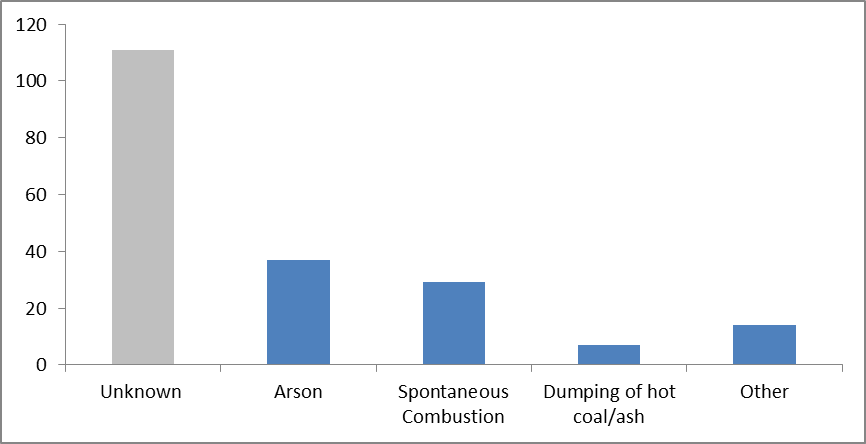 120
100
80
60
40
20
0
Unknown
Arson
Spontaneous
Combustion
Dumping of hot
coal/ash
Other